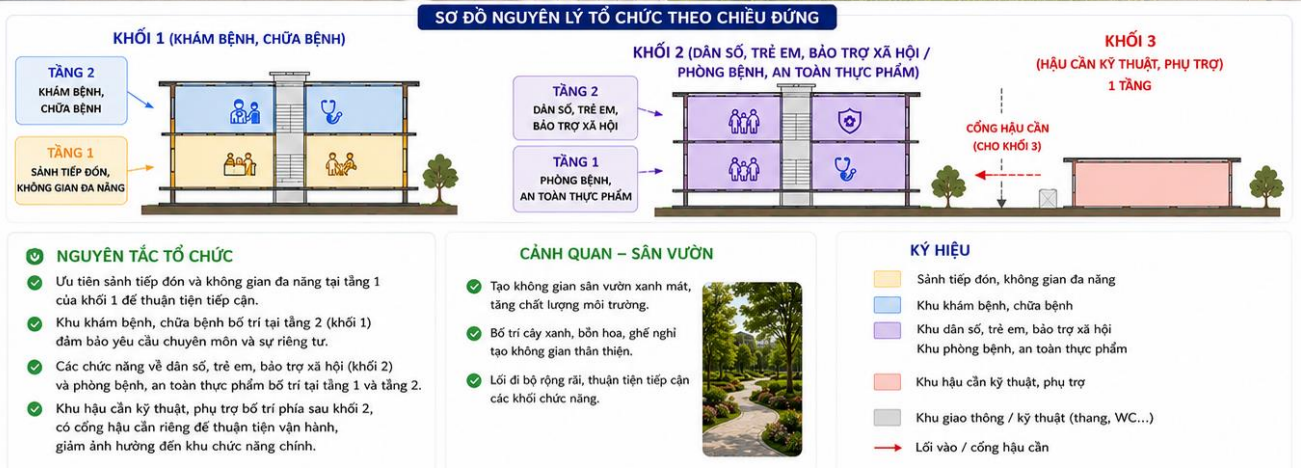 SƠ ĐỒ NGUYÊN LÝ TỔ CHỨC THEO CHIỀU ĐỨNG
KHỐI 1 (KHÁM BỆNH, CHỮA BỆNH)
TẦNG 2
KHÁM BỆNH,
CHỮA BỆNH
TẦNG 1
SẢNH TIẾP ĐÓN,
KHÔNG GIAN ĐA NĂNG
KHỐI 2 (DÂN SỐ, TRẺ EM, BẢO TRỢ XÃ HỘI /
PHÒNG BỆNH, AN TOÀN THỰC PHẨM)
TẦNG 2
DÂN SỐ, TRẺ EM,
BẢO TRỢ XÃ HỘI
TẦNG 1
PHÒNG BỆNH,
AN TOÀN THỰC PHẨM
KHỐI 3
(HẬU CẦN KỸ THUẬT, PHỤ TRỢ)
1 TẦNG
CỔNG HẬU CẦN
(CHO KHỐI 3)
NGUYÊN TẮC TỔ CHỨC
Ưu tiên sảnh tiếp đón và không gian đa năng tại tầng 1
của khối 1 để thuận tiện tiếp cận.
Khu khám bệnh, chữa bệnh bố trí tại tầng 2 (khối 1)
đảm bảo yêu cầu chuyên môn và sự riêng tư.
Các chức năng về dân số, trẻ em, bảo trợ xã hội (khối 2)
và phòng bệnh, an toàn thực phẩm bố trí tại tầng 1 và tầng 2.
Khu hậu cần kỹ thuật, phụ trợ bố trí phía sau khối 2,
có cổng hậu cần riêng để thuận tiện vận hành,
giảm ảnh hưởng đến khu chức năng chính.
CẢNH QUAN – SÂN VƯỜN
Tạo không gian sân vườn xanh mát,
tăng chất lượng môi trường.
Bố trí cây xanh, bồn hoa, ghế nghỉ
tạo không gian thân thiện.
Lối đi bộ rộng rãi, thuận tiện tiếp cận
các khối chức năng.
KÝ HIỆU
Sảnh tiếp đón, không gian đa năng
Khu khám bệnh, chữa bệnh
Khu dân số, trẻ em, bảo trợ xã hội
Khu phòng bệnh, an toàn thực phẩm
Khu hậu cần kỹ thuật, phụ trợ
Khu giao thông / kỹ thuật (thang, WC...)
Lối vào / cổng hậu cần